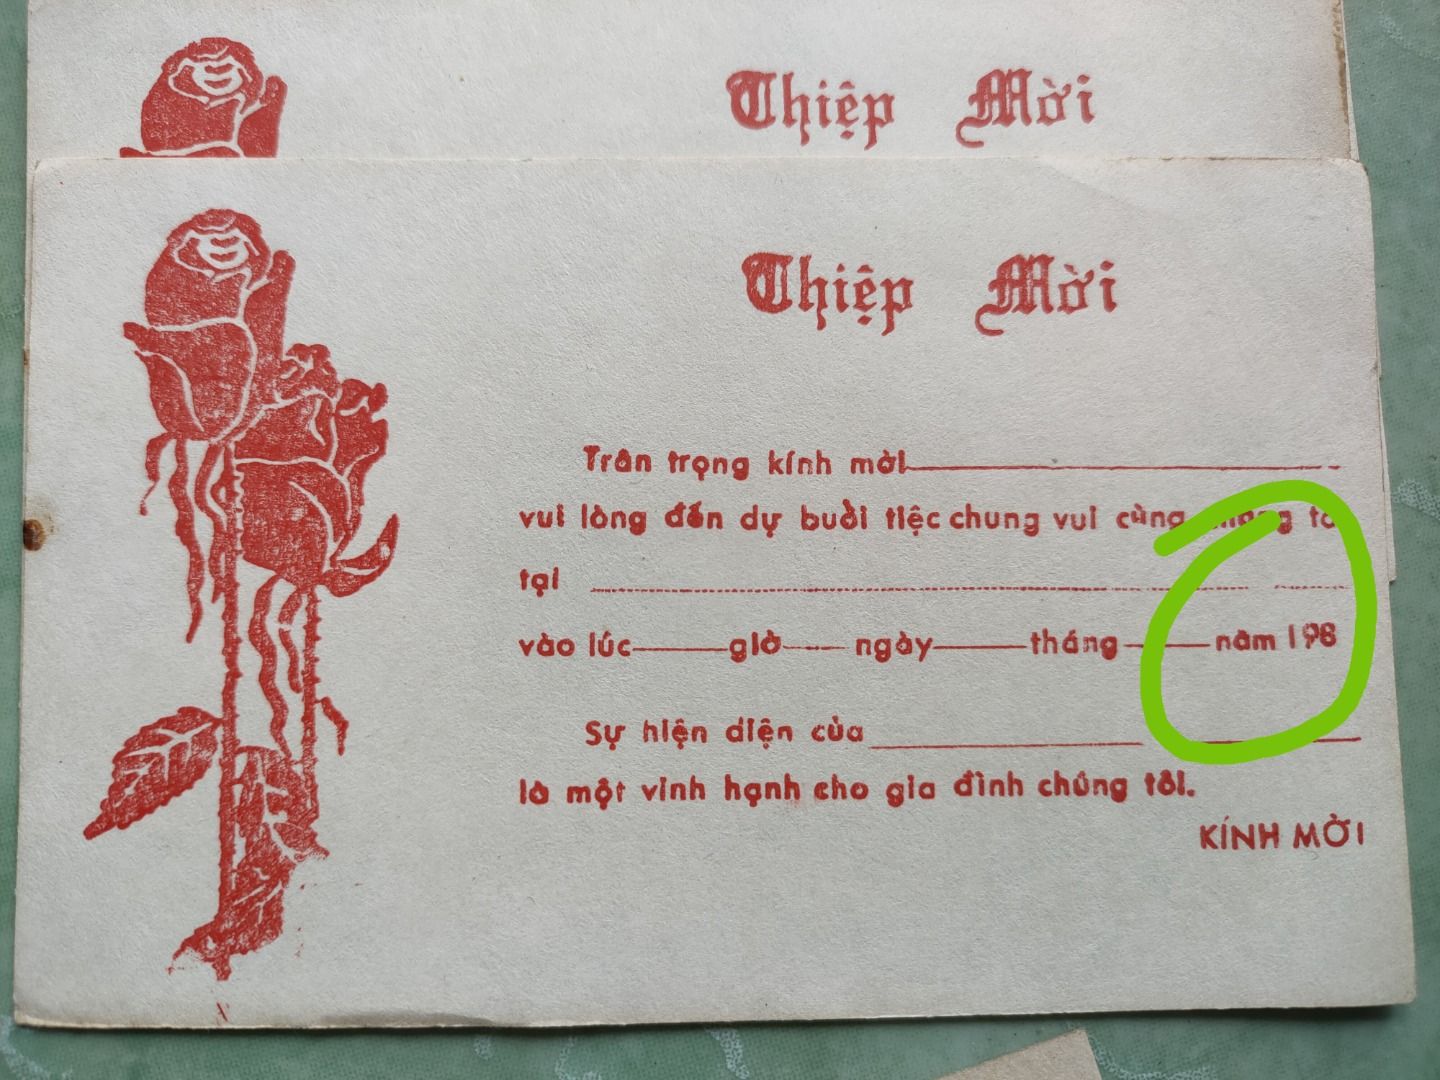 Thiệp Mời
Thiệp Mời
Trân trọng kính mời
vui lòng đến dự buổi tiệc chung vui cùng
tại
vào lúc giờ ngày tháng năm 198
Sự hiện diện của
là một vinh hạnh cho gia đình chúng tôi.
KÍNH MỜI